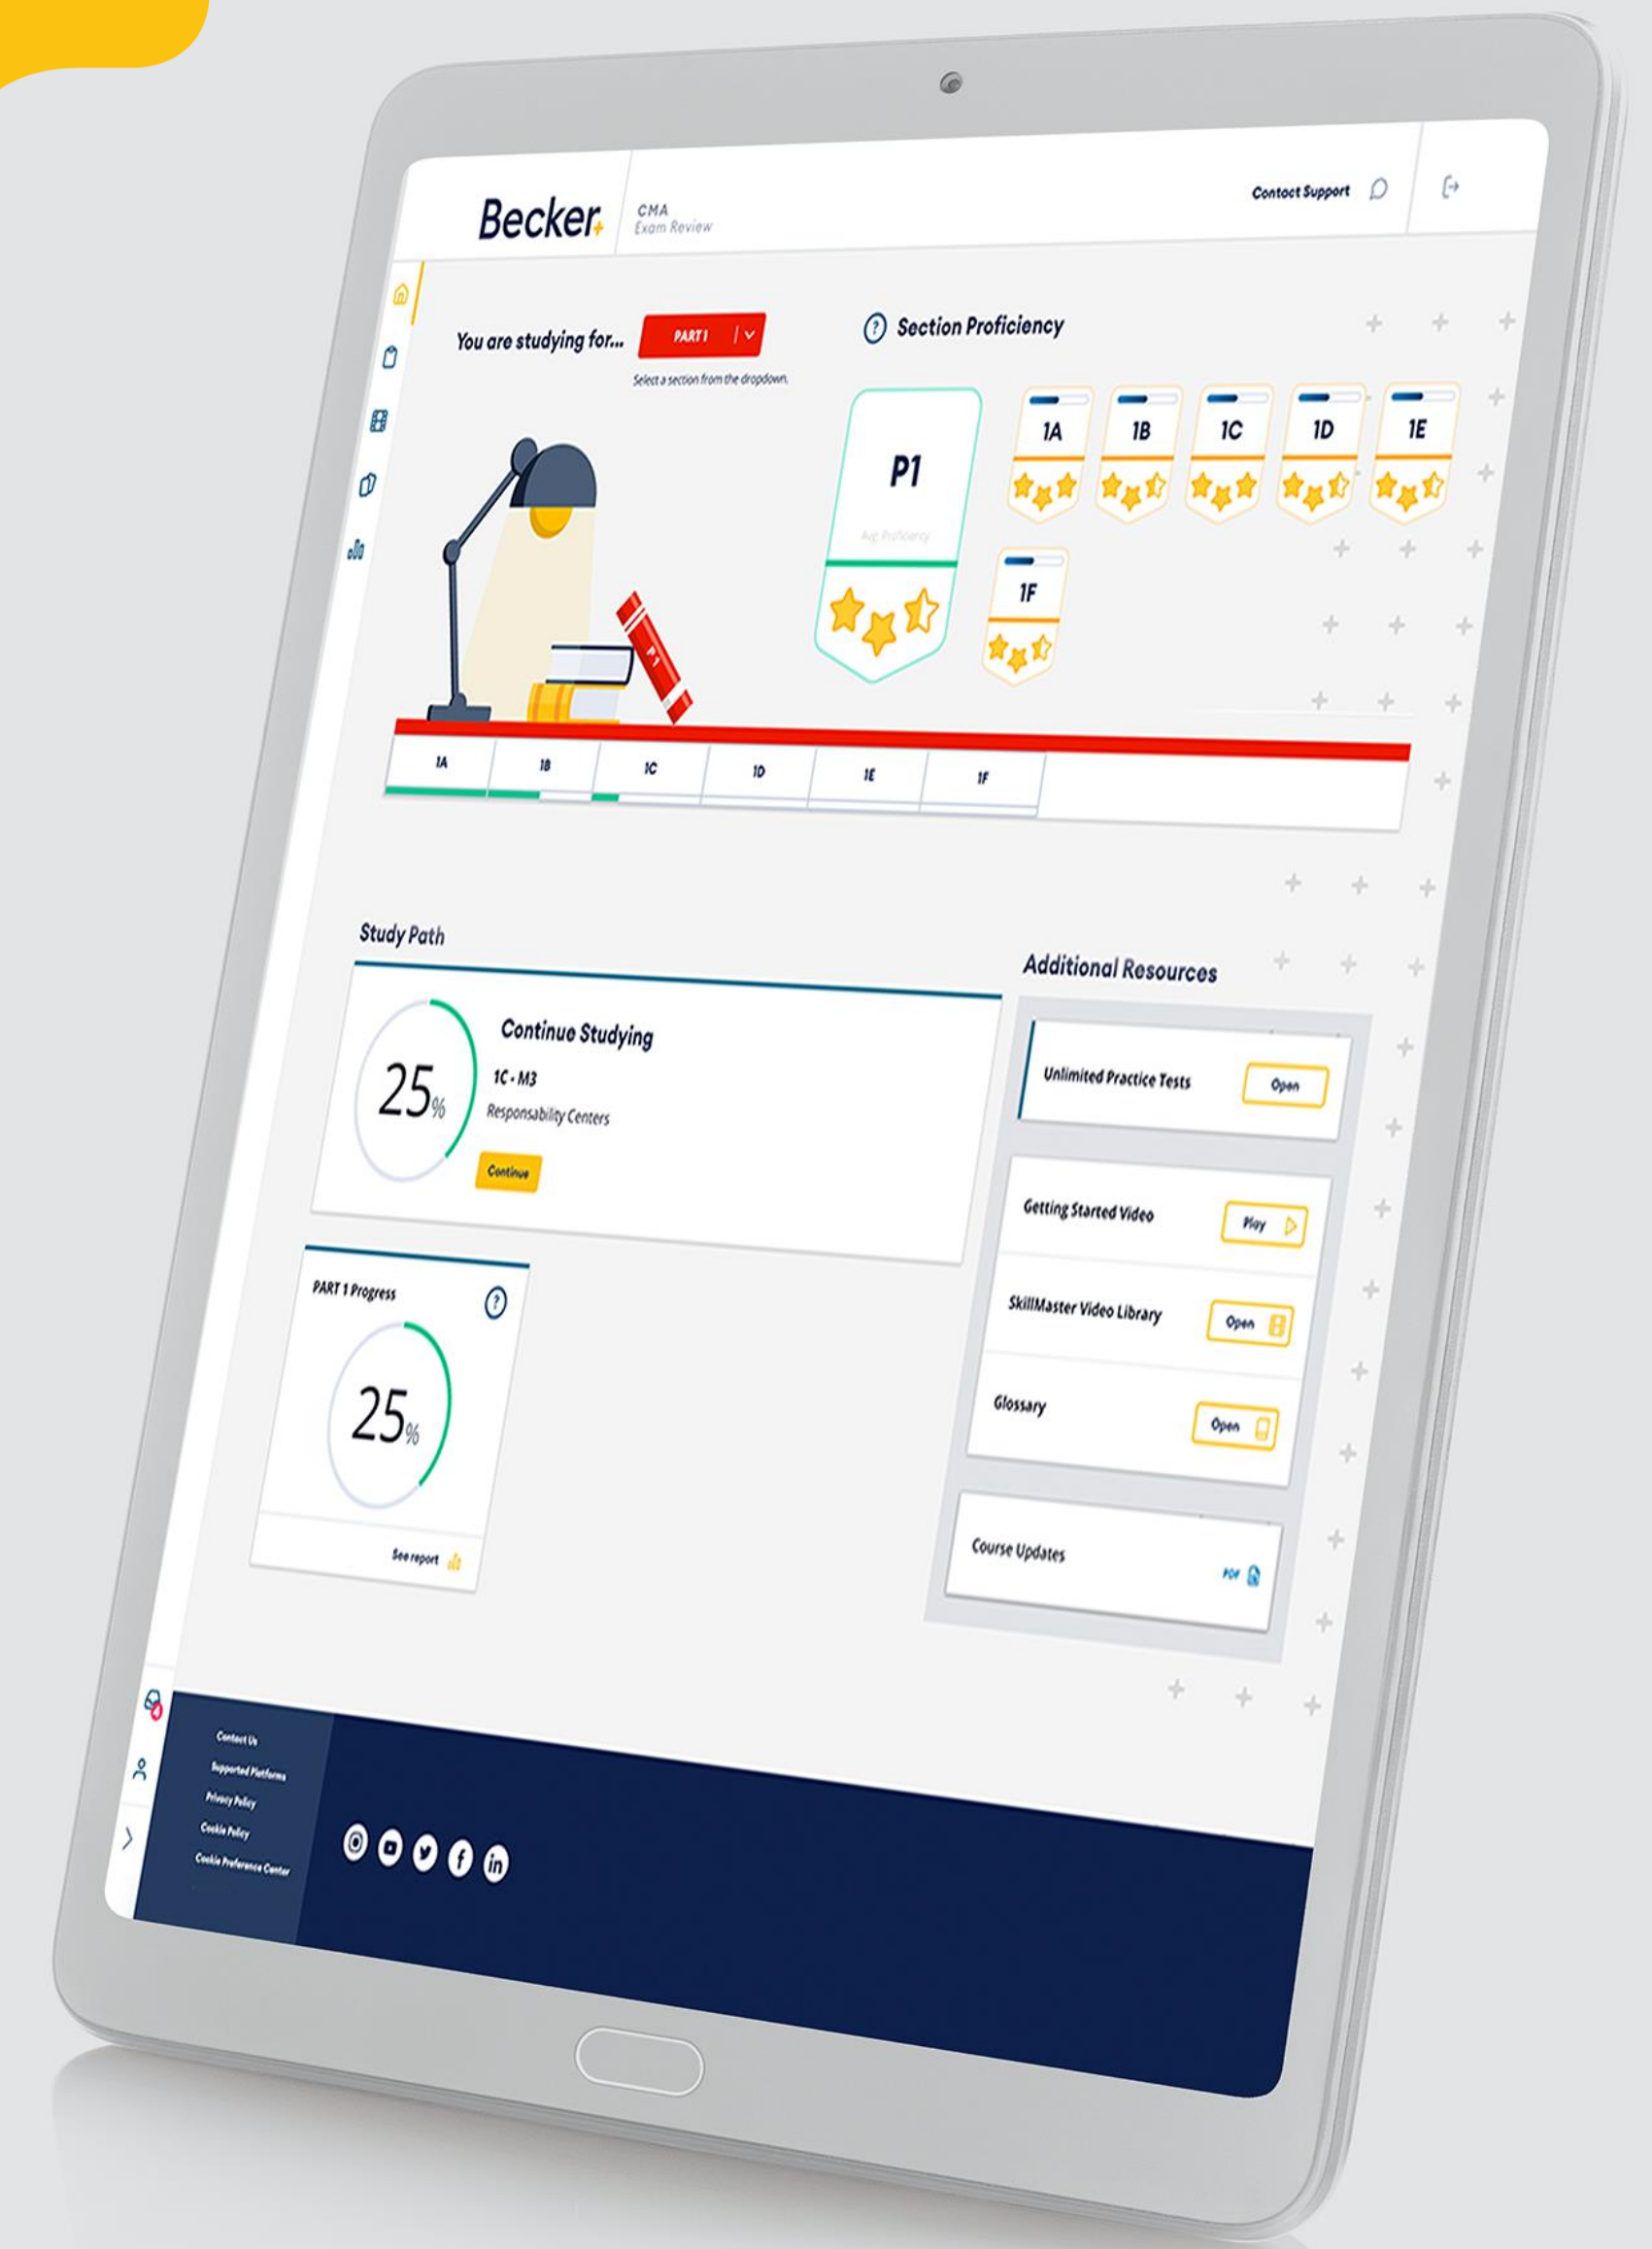 Becker+
CMA
Exam Review
Contact Support
You are studying for...
PART 1
Select a section from the dropdown.
Section Proficiency
P1
Avg. Proficiency
1A
1B
1C
1D
1E
1F
P1
1A
1B
1C
1D
1E
1F
Study Path
25%
Continue Studying
1C - M3
Responsability Centers
Continue
PART 1 Progress
25%
See report
Additional Resources
Unlimited Practice Tests
Open
Getting Started Video
Play
SkillMaster Video Library
Open
Glossary
Open
Course Updates
PDF
Contact Us
Supported Platforms
Privacy Policy
Cookie Policy
Cookie Preference Center